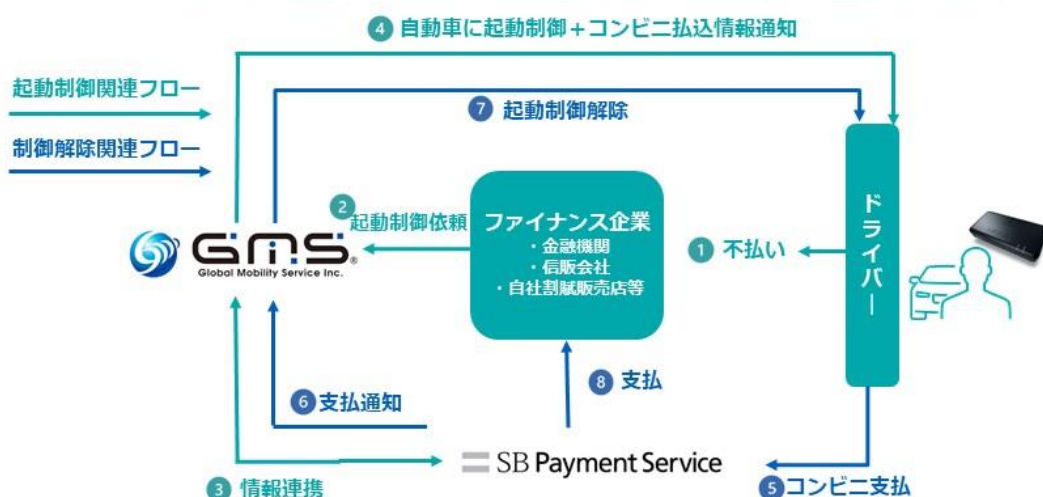 4 自動車に起動制御＋コンビニ払込情報通知
起動制御関連フロー
7 起動制御解除
制御解除関連フロー
2
起動制御依頼
ファイナンス企業
・金融機関
・信販会社
・自社割賦販売店等
1 不払い
ドライバー
GMS®
Global Mobility Service Inc.
6 支払通知
8 支払
SB Payment Service
3 情報連携
5 コンビニ支払